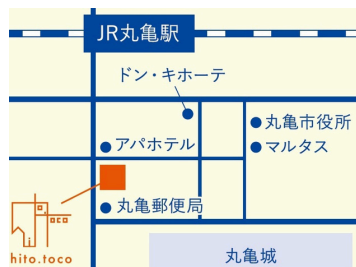 JR丸亀駅
ドン・キホーテ
アパホテル
丸亀市役所
マルタス
丸亀郵便局
toco
hito.toco
丸亀城